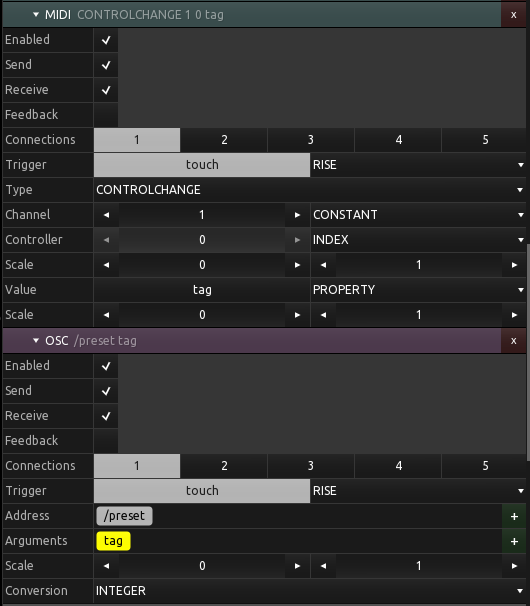 MIDI CONTROLCHANGE 1 0 tag x
Enabled
Send
Receive
Feedback
Connections 1 2 3 4 5
Trigger touch RISE
Type CONTROLCHANGE
Channel 1 CONSTANT
Controller 0 INDEX
Scale 0 1
Value tag PROPERTY
Scale 0 1
OSC /preset tag x
Enabled
Send
Receive
Feedback
Connections 1 2 3 4 5
Trigger touch RISE
Address /preset +
Arguments tag +
Scale 0 1
Conversion INTEGER